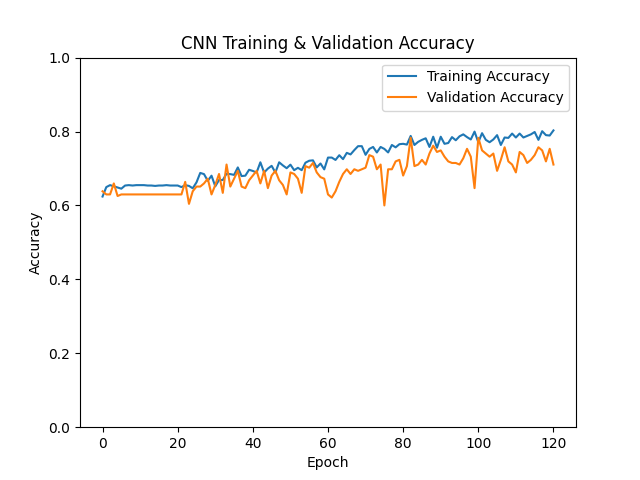 CNN Training & Validation Accuracy
1.0
Training Accuracy
Validation Accuracy
0.8
0.6
Accuracy
0.4
0.2
0.0
0 20 40 60 80 100 120
Epoch